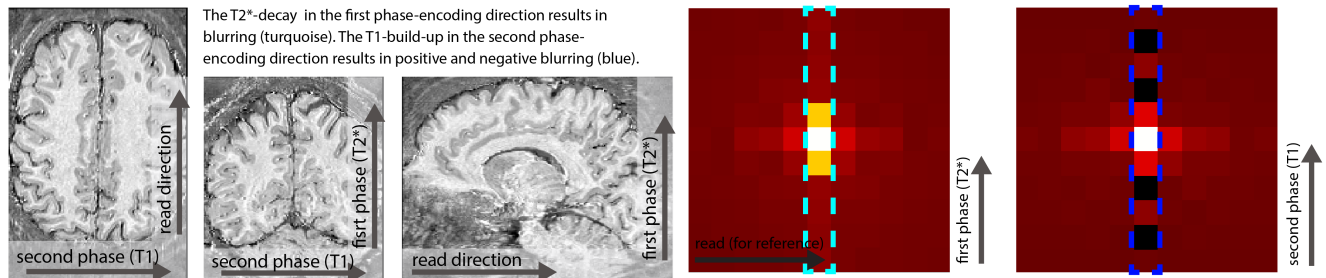 The T2*-decay in the first phase-encoding direction results in
blurring (turquoise). The T1-build-up in the second phase-
encoding direction results in positive and negative blurring (blue).
read direction
second phase (T1)
fisrt phase (T2*)
second phase (T1)
first phase (T2*)
read direction
read (for reference)
first phase (T2*)
second phase (T1)